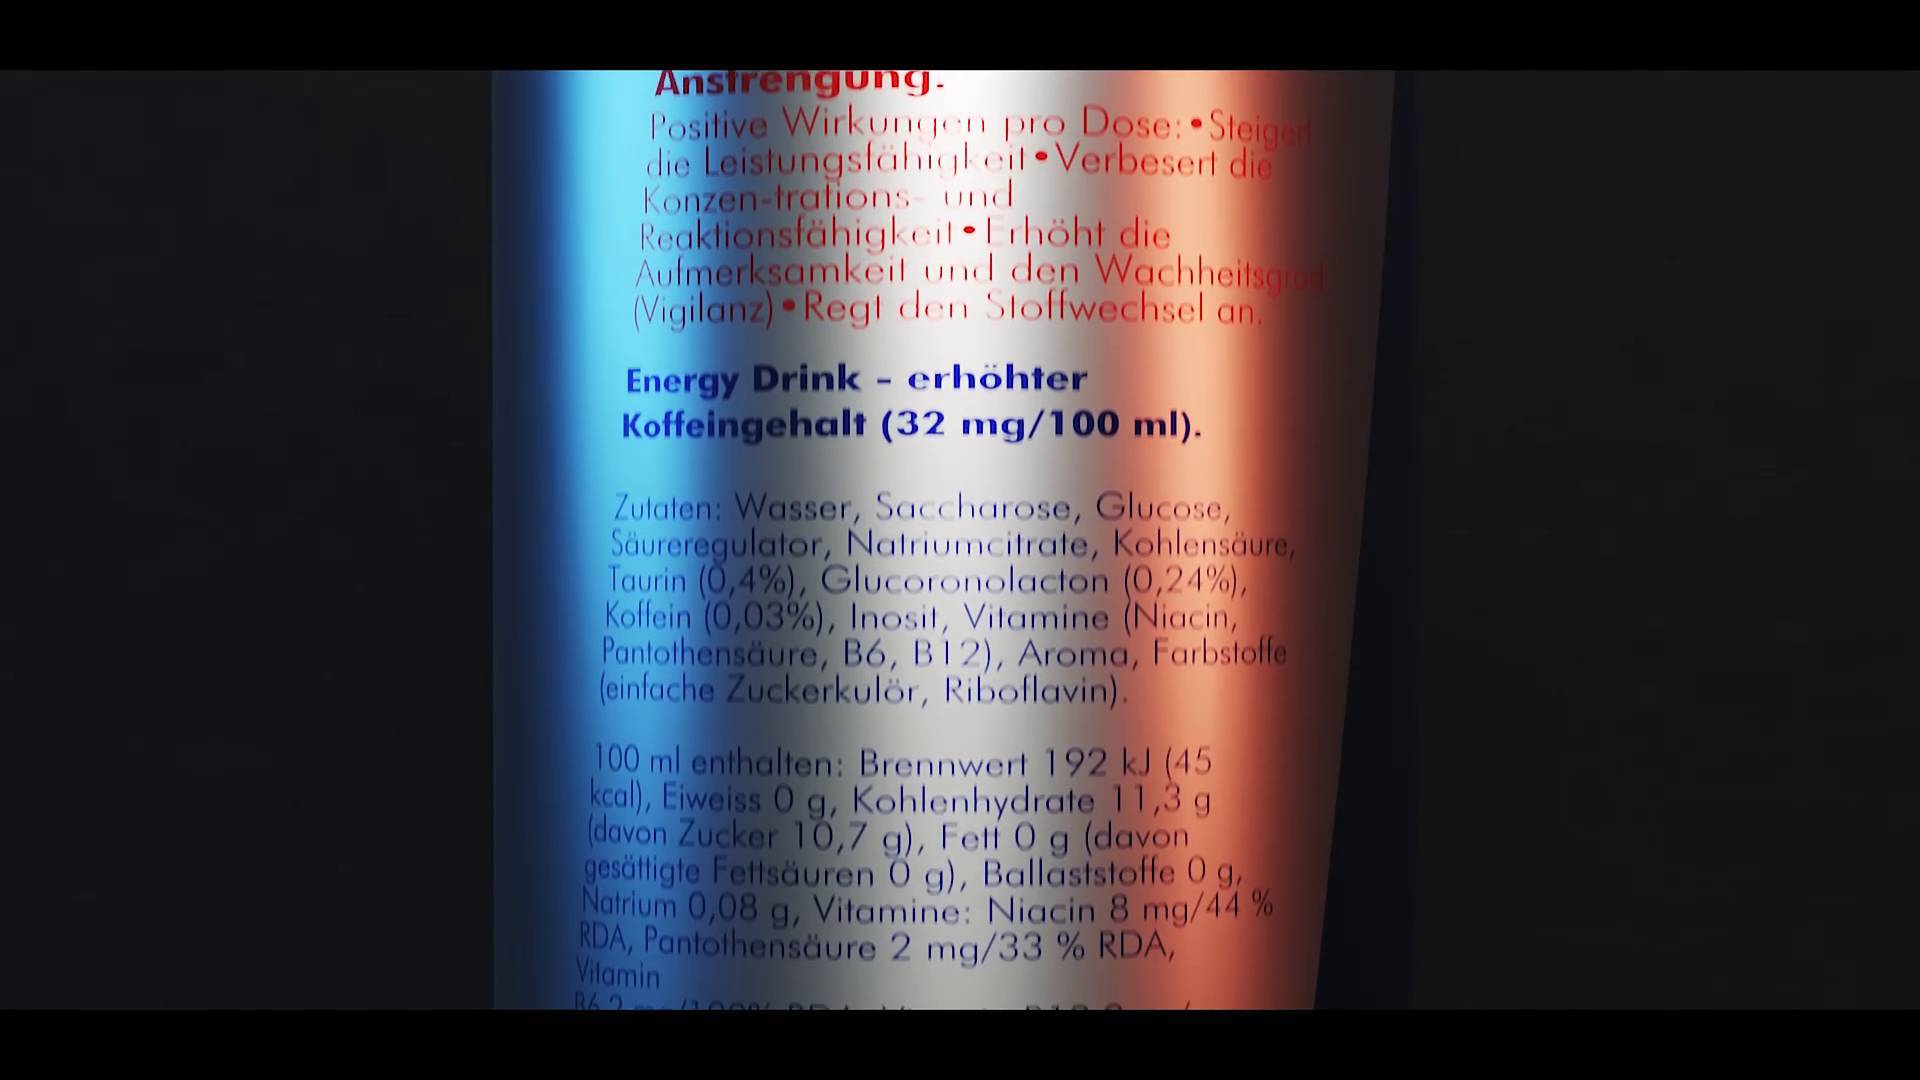 Anstrengung.
Positive Wirkungen pro Dose: • Steigert
die Leistungsfähigkeit • Verbesert die
Konzen-trations- und
Reaktionsfähigkeit • Erhöht die
Aufmerksamkeit und den Wachheitsgrad
(Vigilanz) • Regt den Stoffwechsel an.
Energy Drink - erhöhter
Koffeingehalt (32 mg/100 ml).
Zutaten: Wasser, Saccharose, Glucose,
Säureregulator, Natriumcitrate, Kohlensäure,
Taurin (0,4%), Glucoronolacton (0,24%),
Koffein (0,03%), Inosit, Vitamine (Niacin,
Pantothensäure, B6, B12), Aroma, Farbstoffe
(einfache Zuckerkulör, Riboflavin).
100 ml enthalten: Brennwert 192 kJ (45
kcal), Eiweiss 0 g, Kohlenhydrate 11,3 g
(davon Zucker 10,7 g), Fett 0 g (davon
gesättigte Fettsäuren 0 g), Ballaststoffe 0 g,
Natrium 0,08 g, Vitamine: Niacin 8 mg/44 %
RDA, Pantothensäure 2 mg/33 % RDA,
Vitamin